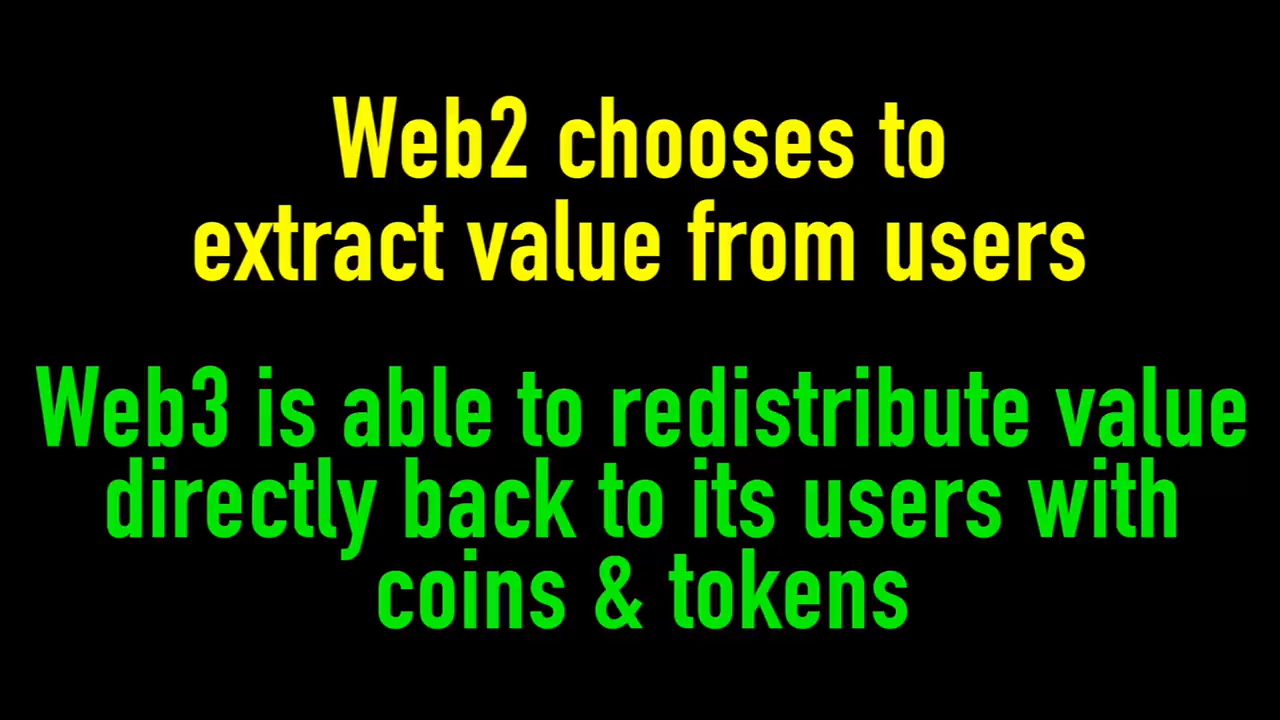 Web2 chooses to
extract value from users
Web3 is able to redistribute value
directly back to its users with
coins & tokens